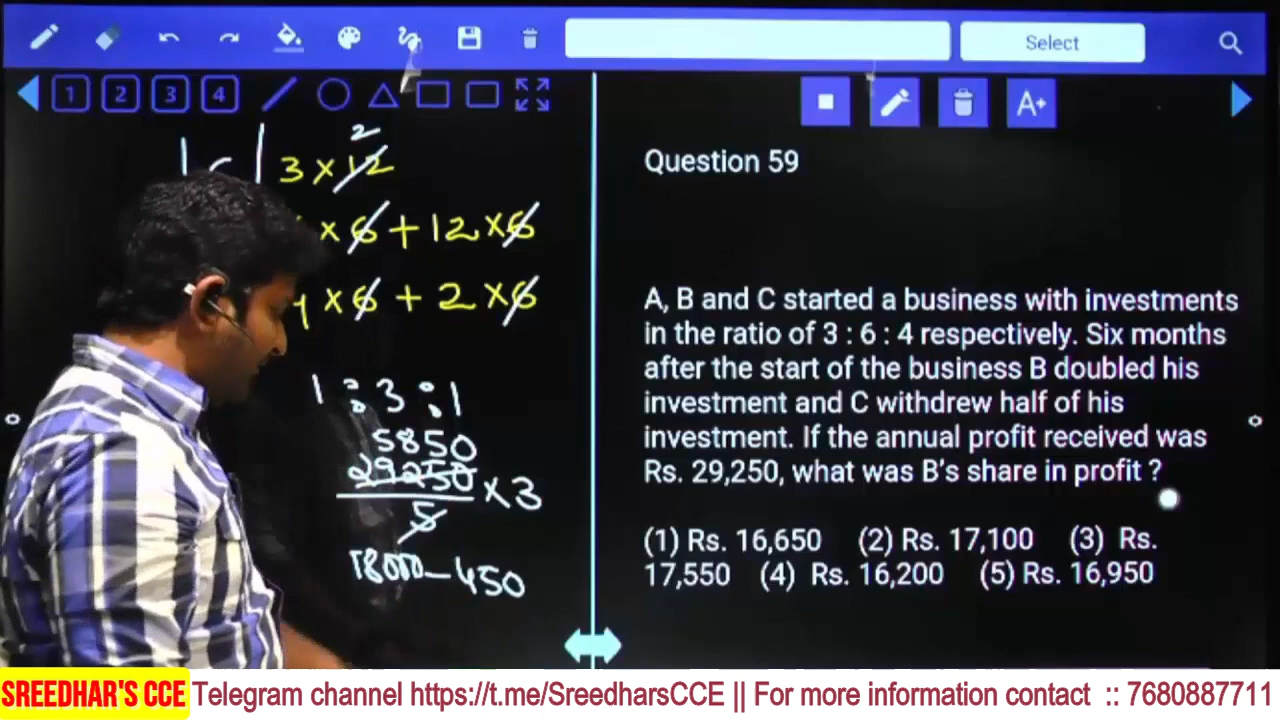 Select
1 2 3 4
A+
2
3 × 12
× 6 + 12 × 6
× 6 + 2 × 6
1 : 3 : 1
5850
29250 × 3
5
18000 - 450
Question 59
A, B and C started a business with investments
in the ratio of 3 : 6 : 4 respectively. Six months
after the start of the business B doubled his
investment and C withdrew half of his
investment. If the annual profit received was
Rs. 29,250, what was B's share in profit ?
(1) Rs. 16,650 (2) Rs. 17,100 (3) Rs.
17,550 (4) Rs. 16,200 (5) Rs. 16,950
SREEDHAR'S CCE Telegram channel https://t.me/SreedharsCCE || For more information contact :: 7680887711